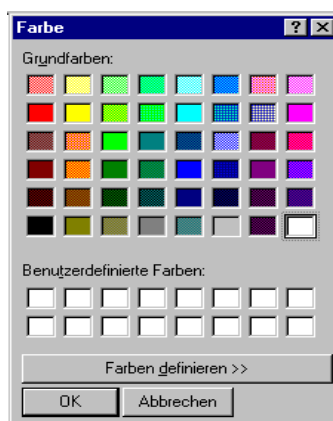 Farbe
Grundfarben:
Benutzerdefinierte Farben:
Farben definieren >>
OK Abbrechen